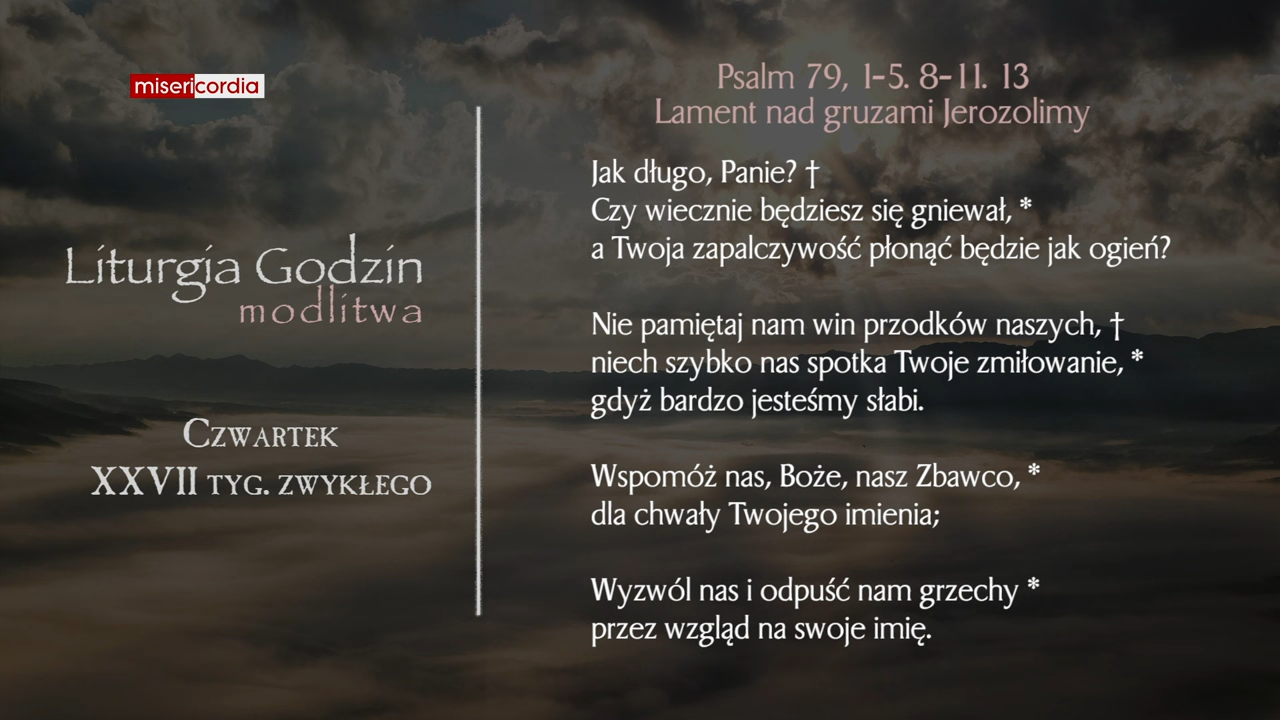 misericordia
Liturgia Godzin
modlitwa
Czwartek
XXVII tyg. zwykłego
Psalm 79, 1-5. 8-11. 13
Lament nad gruzami Jerozolimy
Jak długo, Panie? †
Czy wiecznie będziesz się gniewał, *
a Twoja zapalczywość płonąć będzie jak ogień?
Nie pamiętaj nam win przodków naszych, †
niech szybko nas spotka Twoje zmiłowanie, *
gdyż bardzo jesteśmy słabi.
Wspomóż nas, Boże, nasz Zbawco, *
dla chwały Twojego imienia;
Wyzwól nas i odpuść nam grzechy *
przez wzgląd na swoje imię.